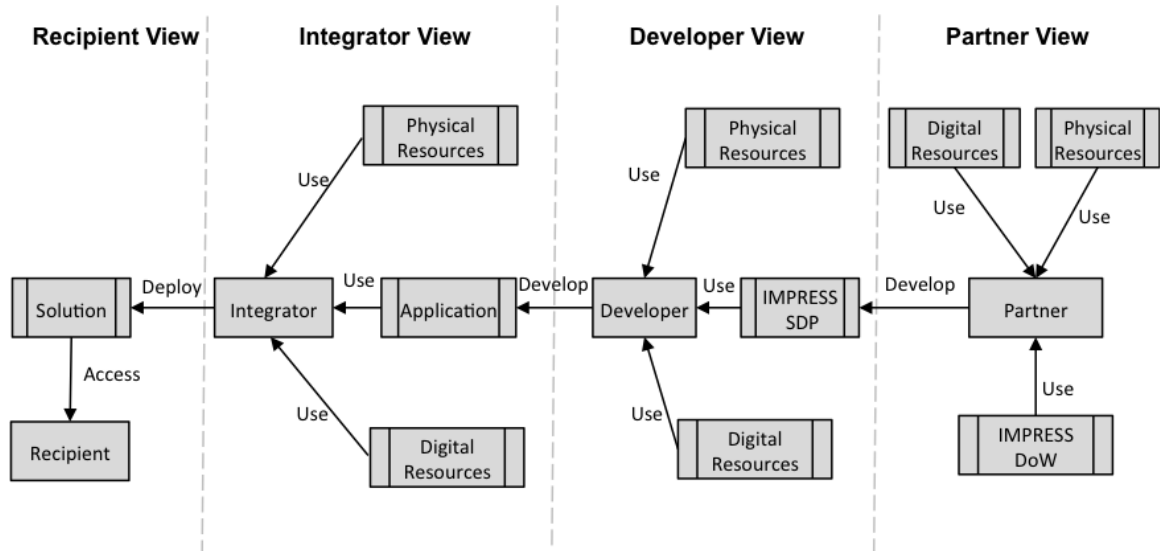 Recipient View
Integrator View
Developer View
Partner View
Physical
Resources
Physical
Resources
Digital
Resources
Physical
Resources
Use
Use
Use
Use
Solution
Deploy
Integrator
Use
Application
Develop
Developer
Use
IMPRESS
SDP
Develop
Partner
Access
Use
Use
Use
Recipient
Digital
Resources
Digital
Resources
IMPRESS
DoW